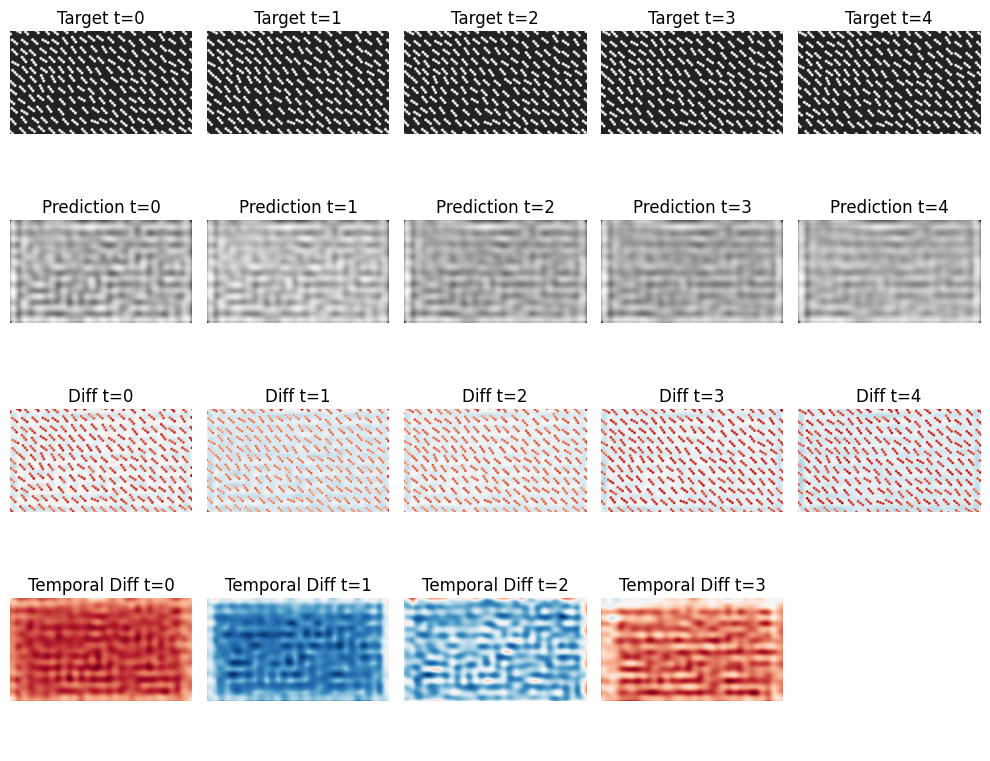 Target t=0 Target t=1 Target t=2 Target t=3 Target t=4
Prediction t=0 Prediction t=1 Prediction t=2 Prediction t=3 Prediction t=4
Diff t=0 Diff t=1 Diff t=2 Diff t=3 Diff t=4
Temporal Diff t=0 Temporal Diff t=1 Temporal Diff t=2 Temporal Diff t=3